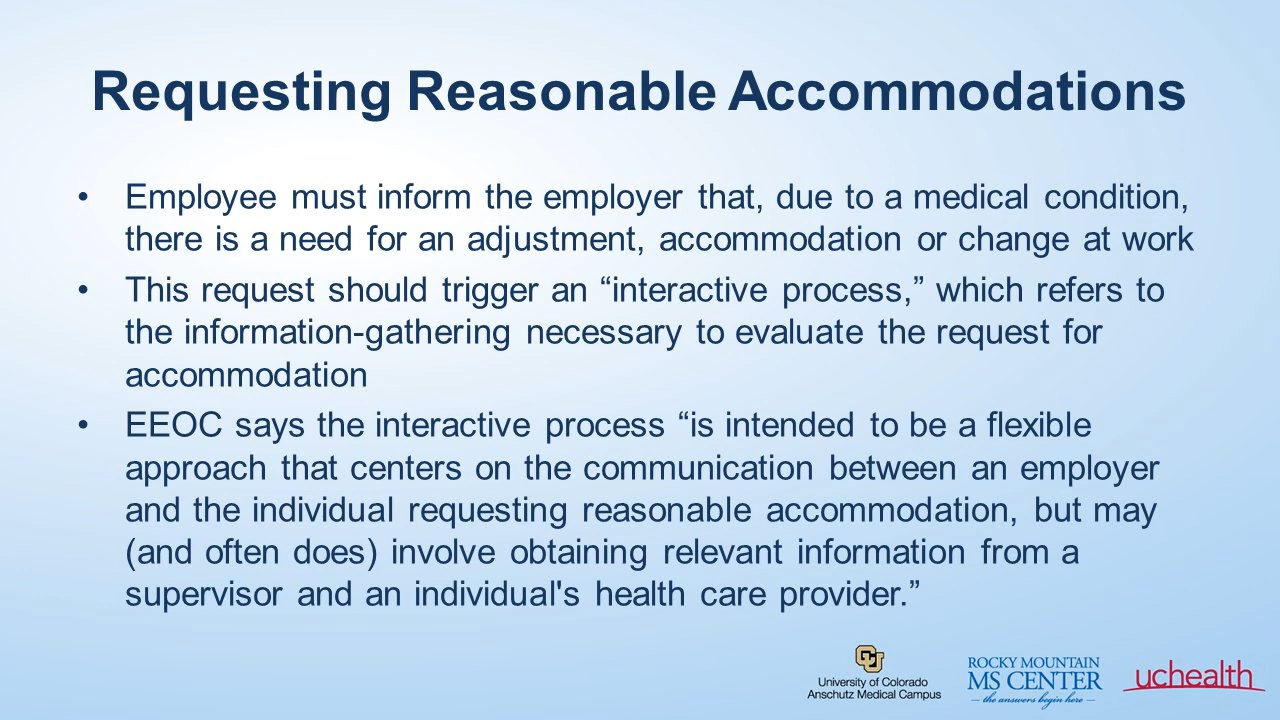 Requesting Reasonable Accommodations
• Employee must inform the employer that, due to a medical condition,
there is a need for an adjustment, accommodation or change at work
• This request should trigger an “interactive process,” which refers to
the information-gathering necessary to evaluate the request for
accommodation
• EEOC says the interactive process “is intended to be a flexible
approach that centers on the communication between an employer
and the individual requesting reasonable accommodation, but may
(and often does) involve obtaining relevant information from a
supervisor and an individual's health care provider.”
CU
University of Colorado
Anschutz Medical Campus
ROCKY MOUNTAIN
MS CENTER
— the answers begin here —
uchealth